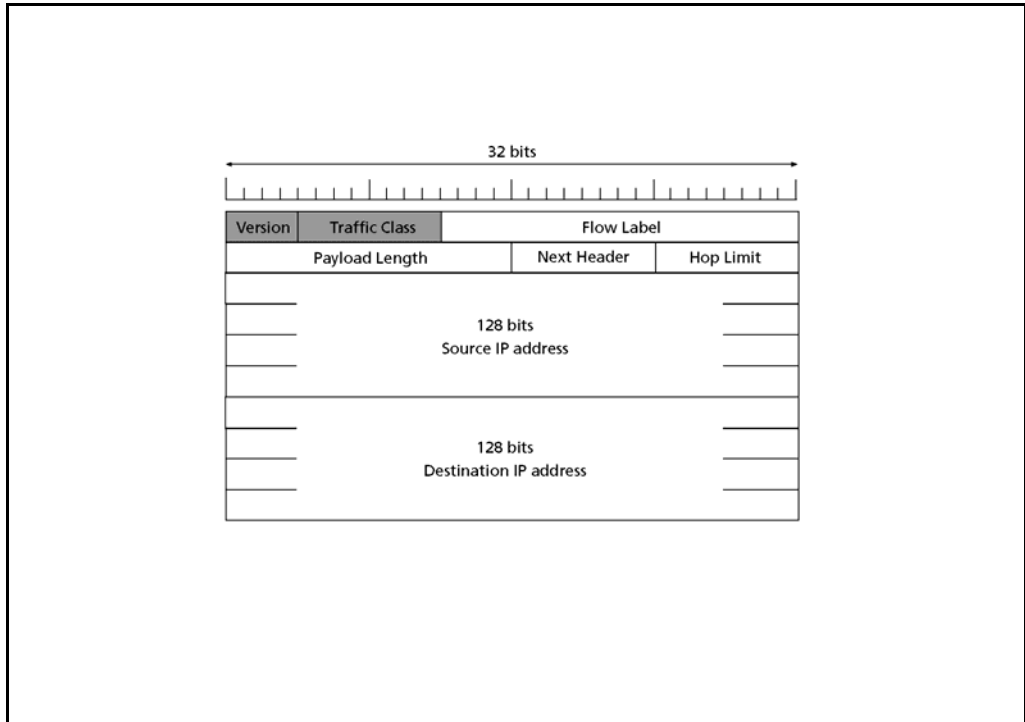 32 bits
Version Traffic Class Flow Label
Payload Length Next Header Hop Limit
128 bits
Source IP address
128 bits
Destination IP address